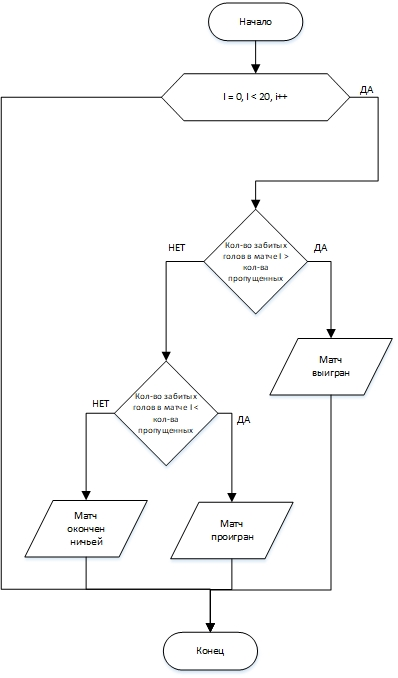 Начало
I = 0, I < 20, i++
ДА
Кол-во забитых
голов в матче I >
кол-ва
пропущенных
НЕТ
ДА
Матч
выигран
Кол-во забитых
голов в матче I <
кол-ва
пропущенных
НЕТ
ДА
Матч
окончен
ничьей
Матч
проигран
Конец